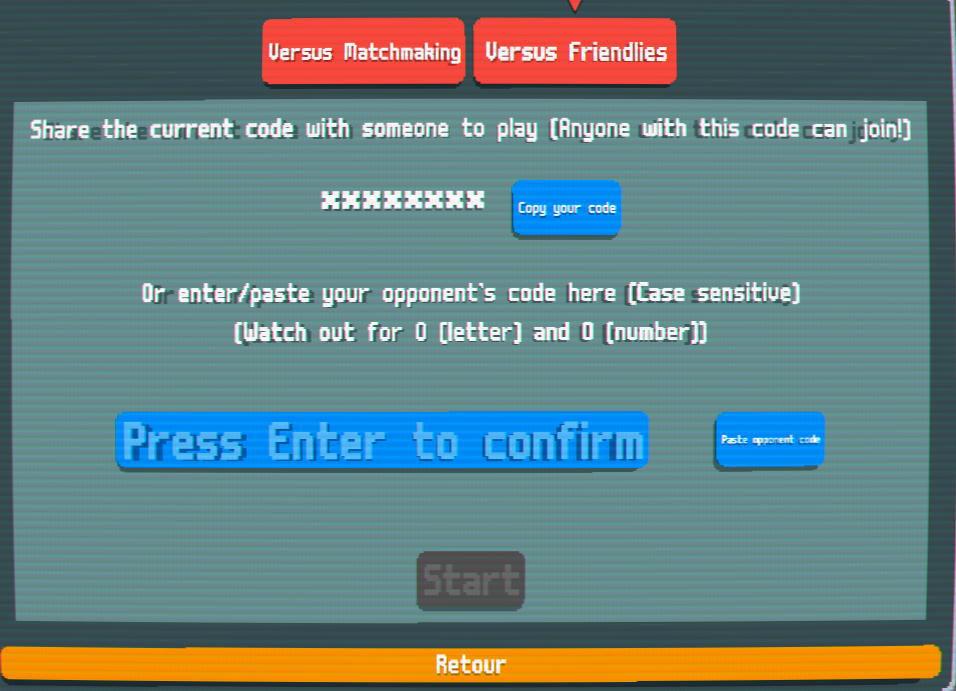 Versus Matchmaking
Versus Friendlies
Share the current code with someone to play (Anyone with this code can join!)
xxxxxxxx
Copy your code
Or enter/paste your opponent's code here (Case sensitive)
(Watch out for O (letter) and 0 (number))
Press Enter to confirm
Paste opponent code
Start
Retour